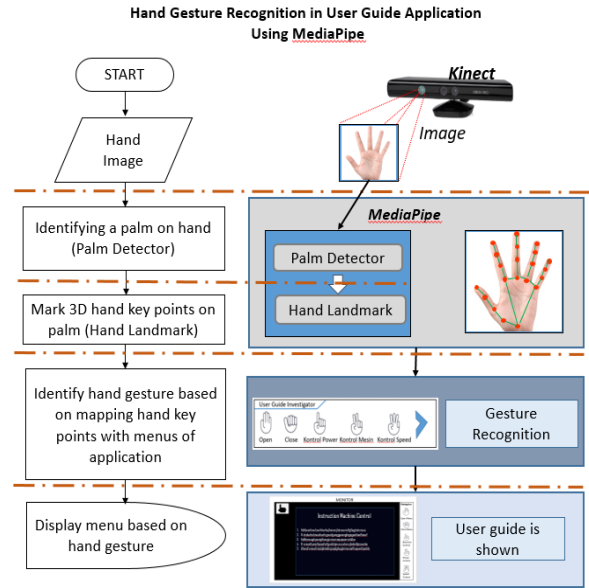 Hand Gesture Recognition in User Guide Application
Using MediaPipe
START
Hand
Image
Identifying a palm on hand
(Palm Detector)
Mark 3D hand key points on
palm (Hand Landmark)
Identify hand gesture based
on mapping hand key
points with menus of
application
Display menu based on
hand gesture
Kinect
Image
MediaPipe
Palm Detector
Hand Landmark
User Guide Investigator
Open Close Kontrol Power Kontrol Mesin Kontrol Speed
Gesture
Recognition
MONITOR
Instruction Machine Control
User guide is
shown